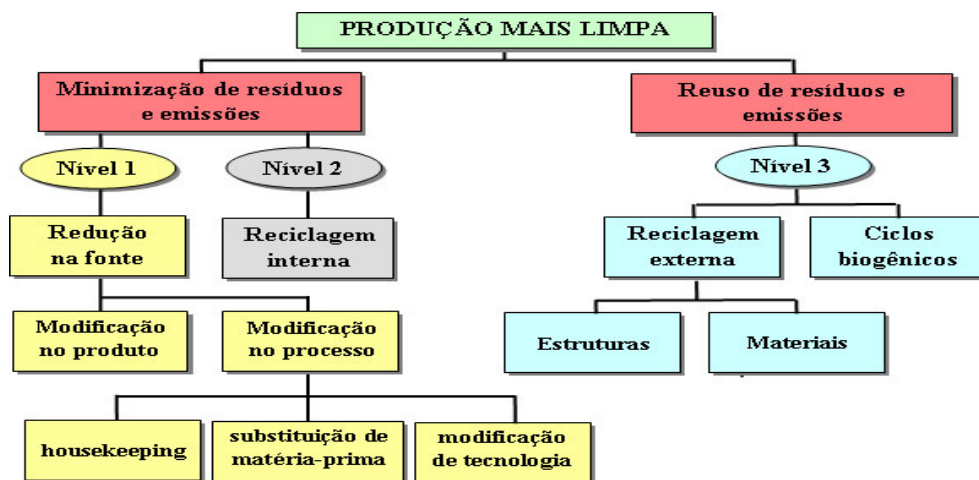 PRODUÇÃO MAIS LIMPA
Minimização de resíduos
e emissões
Reuso de resíduos e
emissões
Nível 1
Nível 2
Nível 3
Redução
na fonte
Reciclagem
interna
Reciclagem
externa
Ciclos
biogênicos
Modificação
no produto
Modificação
no processo
Estruturas
Materiais
housekeeping
substituição de
matéria-prima
modificação
de tecnologia